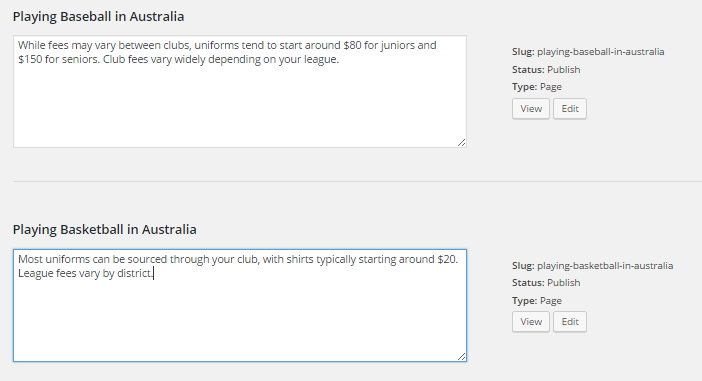 Playing Baseball in Australia
While fees may vary between clubs, uniforms tend to start around $80 for juniors and
$150 for seniors. Club fees vary widely depending on your league.
Slug: playing-baseball-in-australia
Status: Publish
Type: Page
View Edit
Playing Basketball in Australia
Most uniforms can be sourced through your club, with shirts typically starting around $20.
League fees vary by district.
Slug: playing-basketball-in-australia
Status: Publish
Type: Page
View Edit